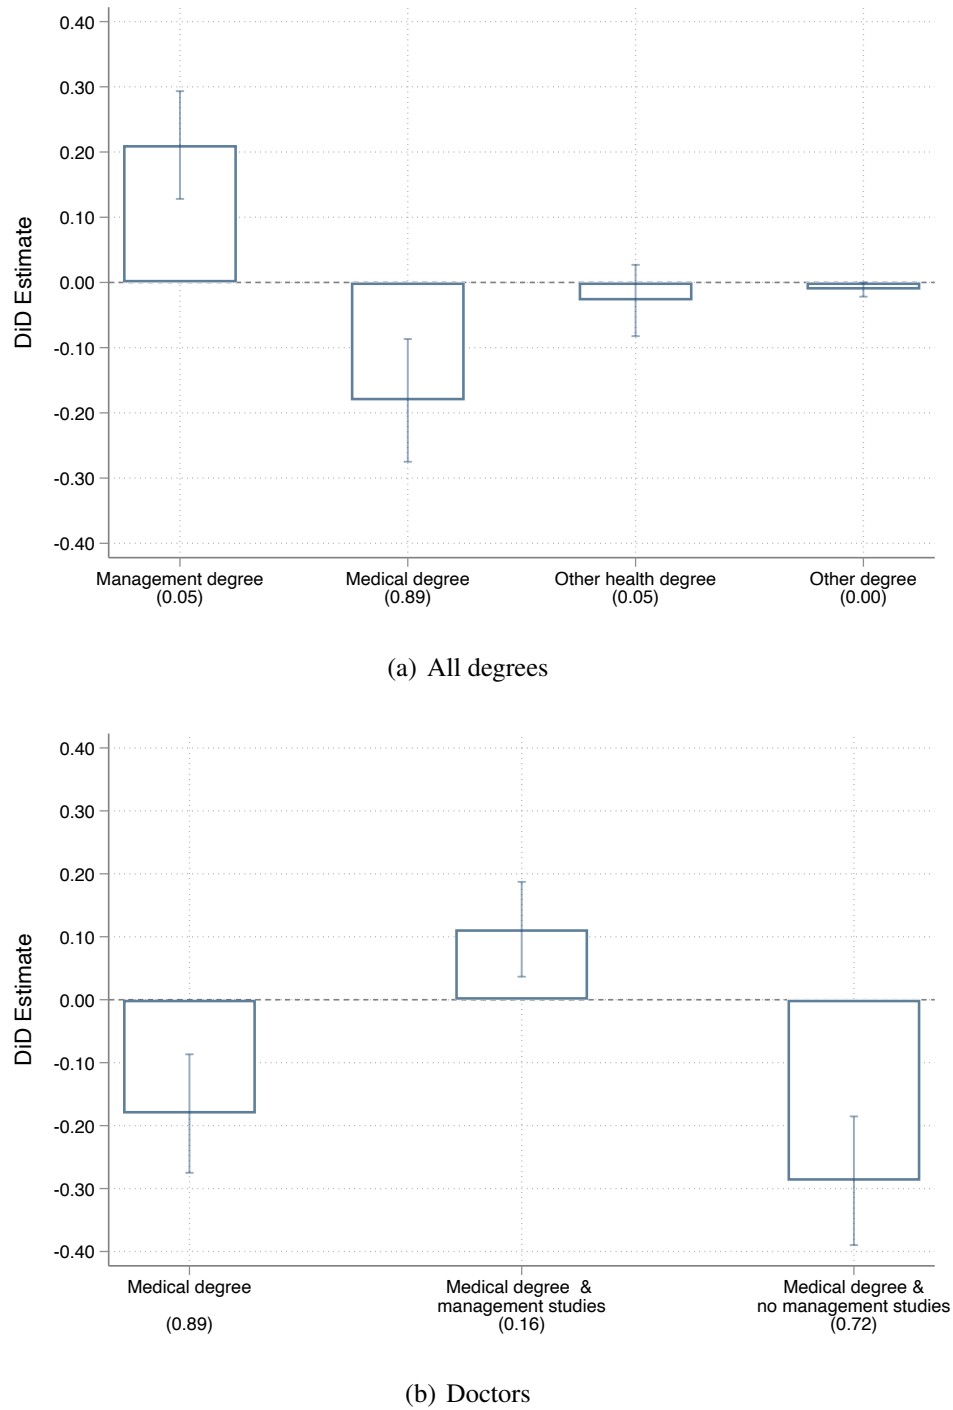 0.40
0.30
0.20
0.10
0.00
-0.10
-0.20
-0.30
-0.40
DiD Estimate
Management degree Medical degree Other health degree Other degree
(0.05) (0.89) (0.05) (0.00)
(a) All degrees
0.40
0.30
0.20
0.10
0.00
-0.10
-0.20
-0.30
-0.40
DiD Estimate
Medical degree Medical degree & Medical degree &
management studies no management studies
(0.89) (0.16) (0.72)
(b) Doctors